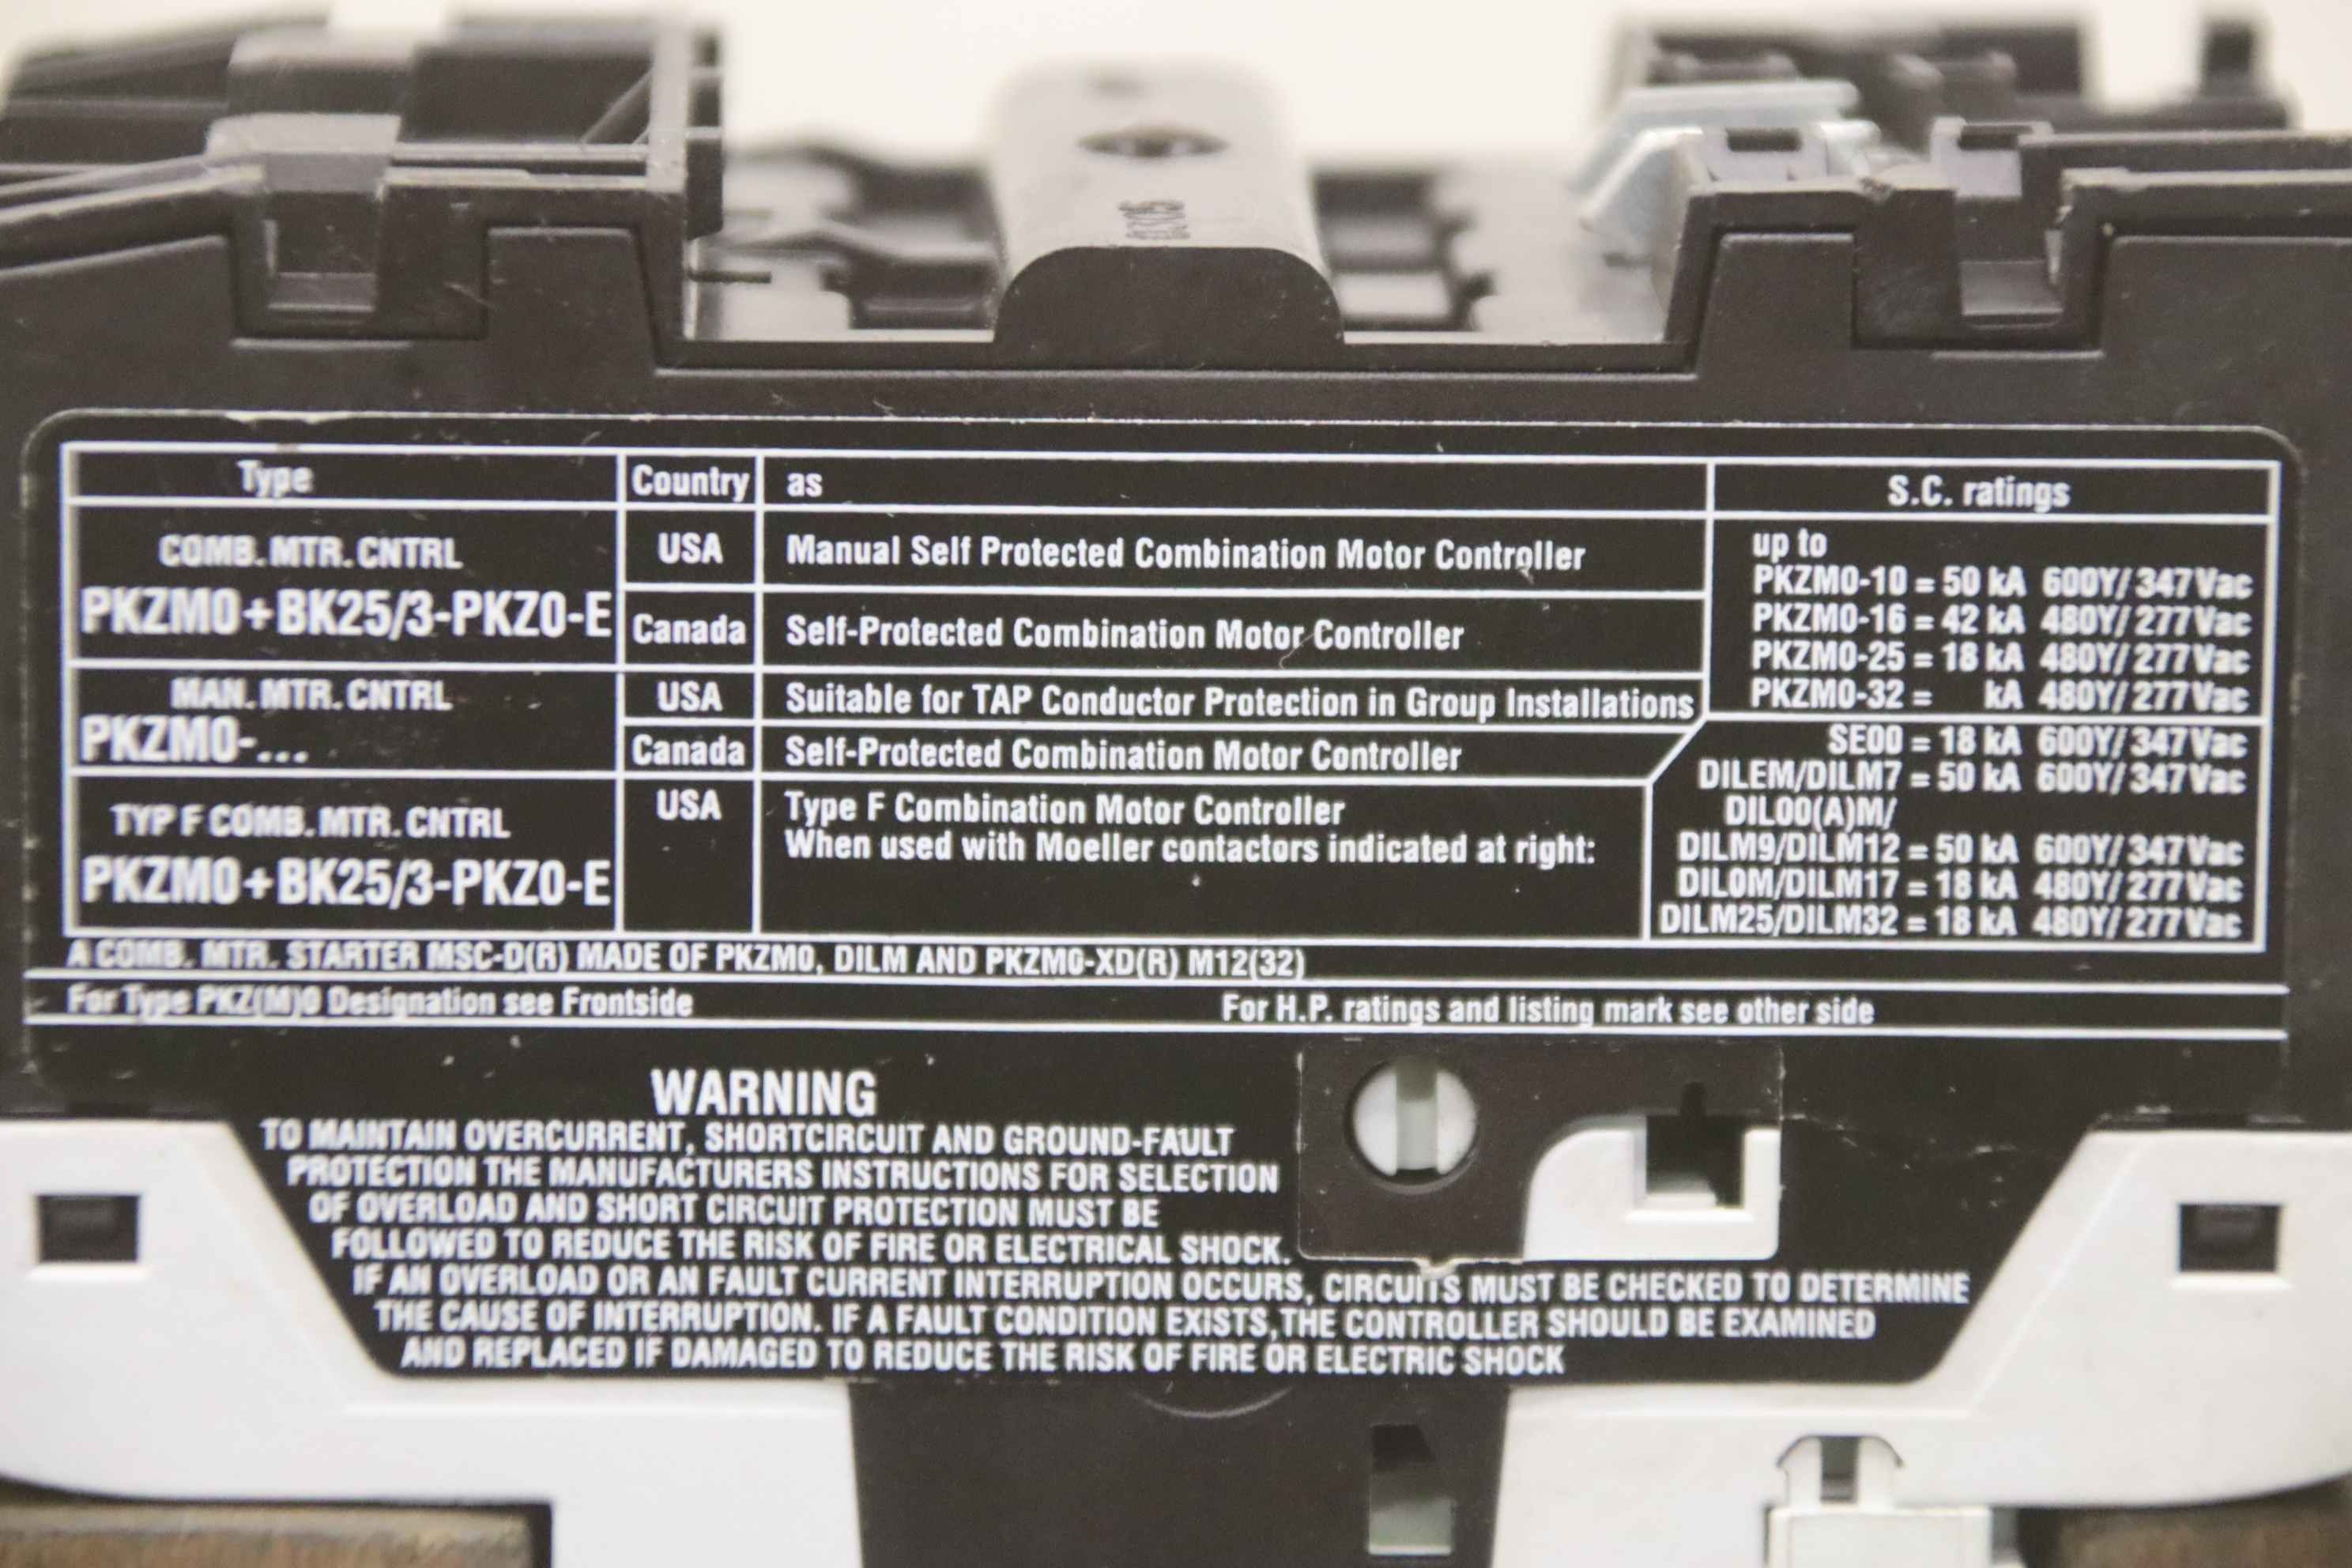 Type Country as S.C. ratings
COMB. MTR. CNTRL
PKZM0+BK25/3-PKZ0-E
USA Manual Self Protected Combination Motor Controller
Canada Self-Protected Combination Motor Controller
up to
PKZM0-10 = 50 kA 600Y/347Vac
PKZM0-16 = 42 kA 480Y/277Vac
PKZM0-25 = 18 kA 480Y/277Vac
PKZM0-32 = kA 480Y/277Vac
MAN. MTR. CNTRL
PKZM0-...
USA Suitable for TAP Conductor Protection in Group Installations
Canada Self-Protected Combination Motor Controller
TYP F COMB. MTR. CNTRL
PKZM0+BK25/3-PKZ0-E
USA Type F Combination Motor Controller
When used with Moeller contactors indicated at right:
SE00 = 18 kA 600Y/347Vac
DILEM/DILM7 = 50 kA 600Y/347Vac
DIL00(A)M/
DILM9/DILM12 = 50 kA 600Y/347Vac
DIL0M/DILM17 = 18 kA 480Y/277Vac
DILM25/DILM32 = 18 kA 480Y/277Vac
A COMB. MTR. STARTER MSC-D(R) MADE OF PKZM0, DILM AND PKZM0-XD(R) M12(32)
For Type PKZ(M)0 Designation see Frontside For H.P. ratings and listing mark see other side
WARNING
TO MAINTAIN OVERCURRENT, SHORTCIRCUIT AND GROUND-FAULT
PROTECTION THE MANUFACTURERS INSTRUCTIONS FOR SELECTION
OF OVERLOAD AND SHORT CIRCUIT PROTECTION MUST BE
FOLLOWED TO REDUCE THE RISK OF FIRE OR ELECTRICAL SHOCK.
IF AN OVERLOAD OR AN FAULT CURRENT INTERRUPTION OCCURS, CIRCUITS MUST BE CHECKED TO DETERMINE
THE CAUSE OF INTERRUPTION. IF A FAULT CONDITION EXISTS, THE CONTROLLER SHOULD BE EXAMINED
AND REPLACED IF DAMAGED TO REDUCE THE RISK OF FIRE OR ELECTRIC SHOCK